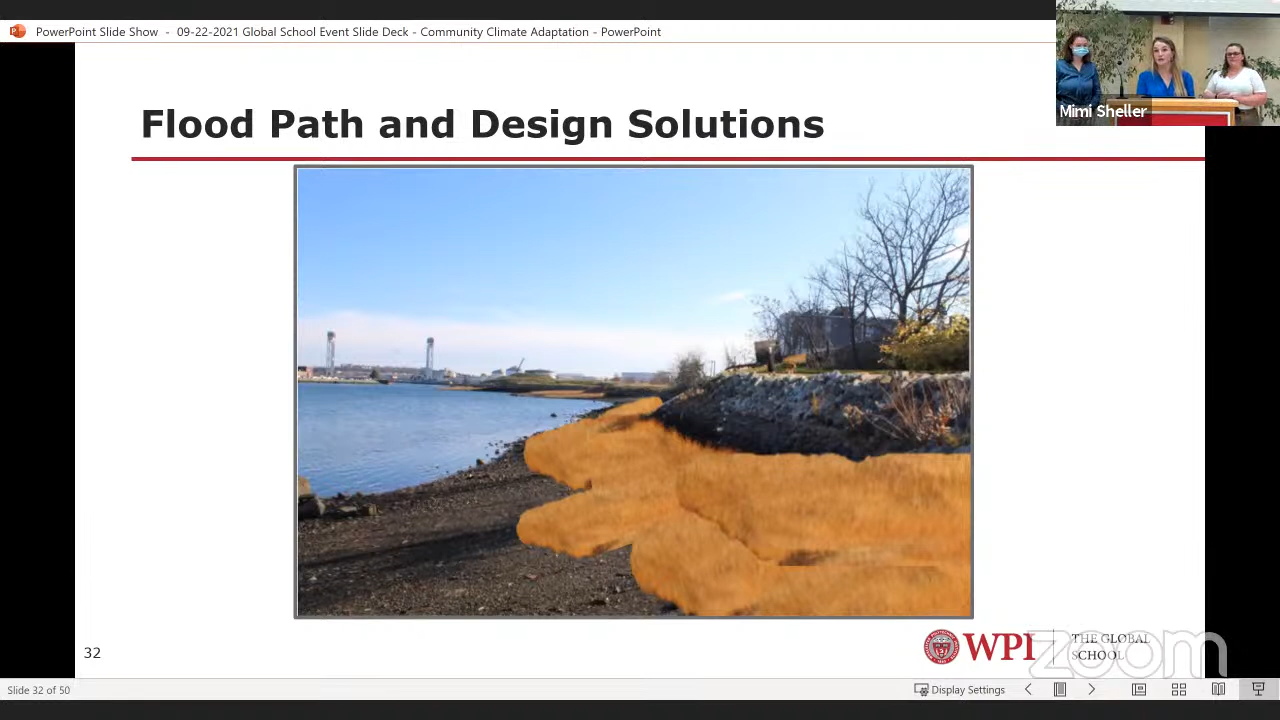 PowerPoint Slide Show - 09-22-2021 Global School Event Slide Deck - Community Climate Adaptation - PowerPoint
Mimi Sheller
Flood Path and Design Solutions
32
WPI
THE GLOBAL
SCHOOL
zoom
Slide 32 of 50
Display Settings